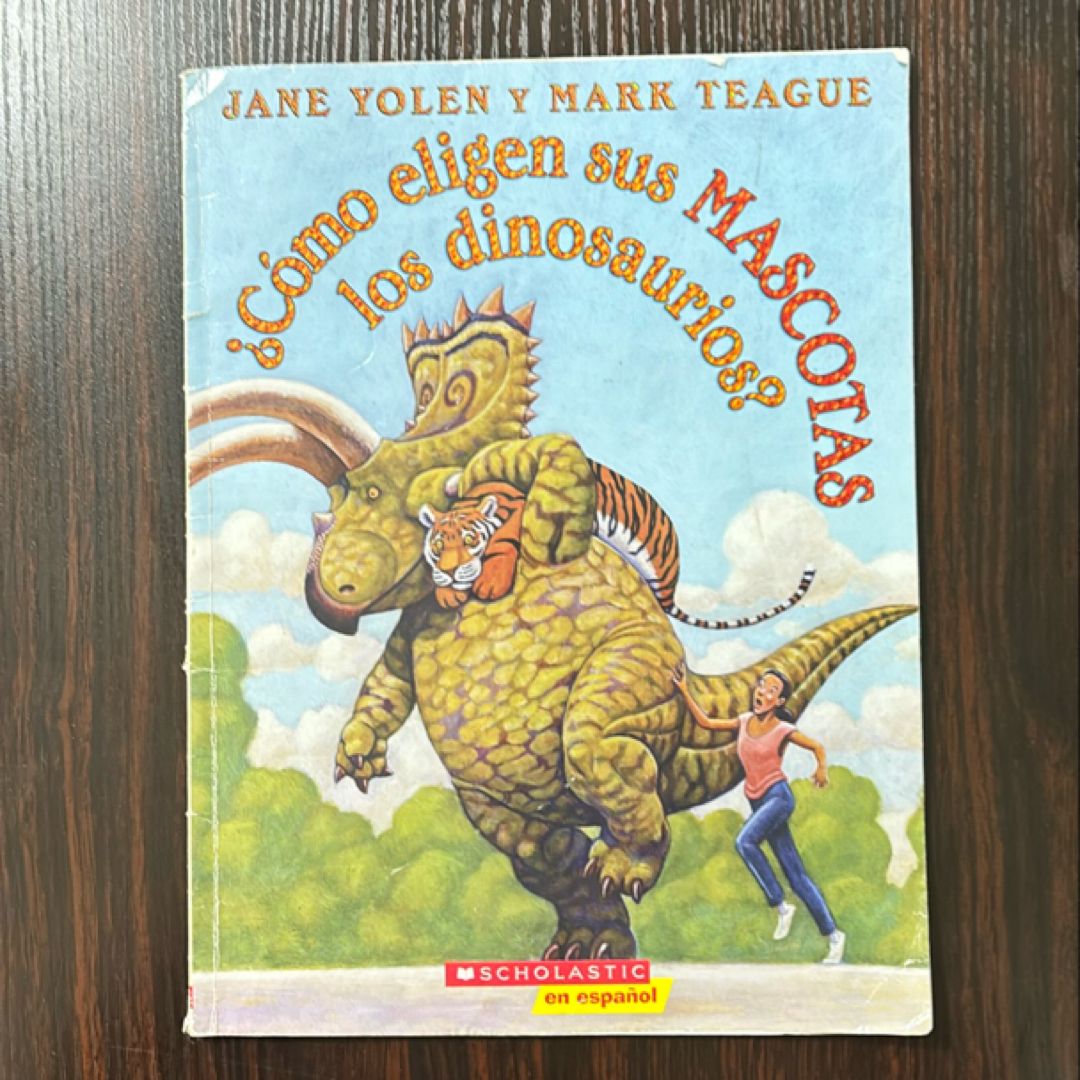 JANE YOLEN Y MARK TEAGUE
¿Cómo eligen sus MASCOTAS
los dinosaurios?
SCHOLASTIC
en español